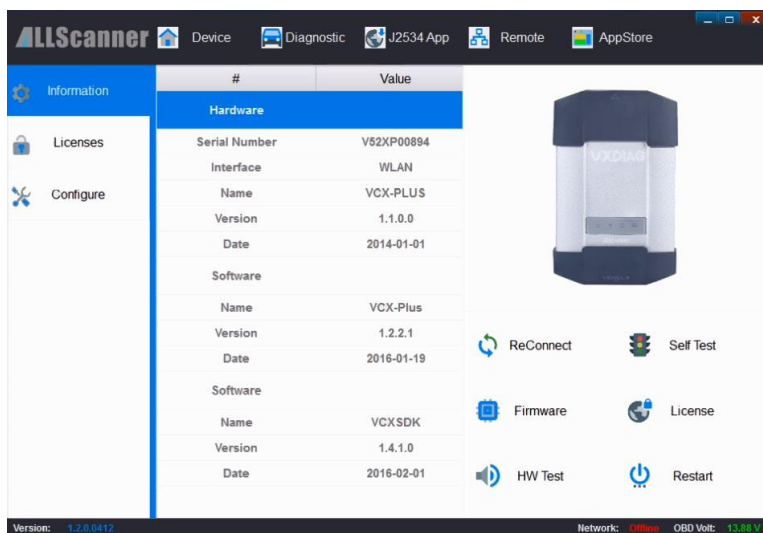 ALLScanner Device Diagnostic J2534 App Remote AppStore
Information
Licenses
Configure
# Value
Hardware
Serial Number V52XP00894
Interface WLAN
Name VCX-PLUS
Version 1.1.0.0
Date 2014-01-01
Software
Name VCX-Plus
Version 1.2.2.1
Date 2016-01-19
Software
Name VCXSDK
Version 1.4.1.0
Date 2016-02-01
VXDIAG
ReConnect Self Test
Firmware License
HW Test Restart
Version: 1.2.0.0412 Network: Offline OBD Volt: 13.88 V